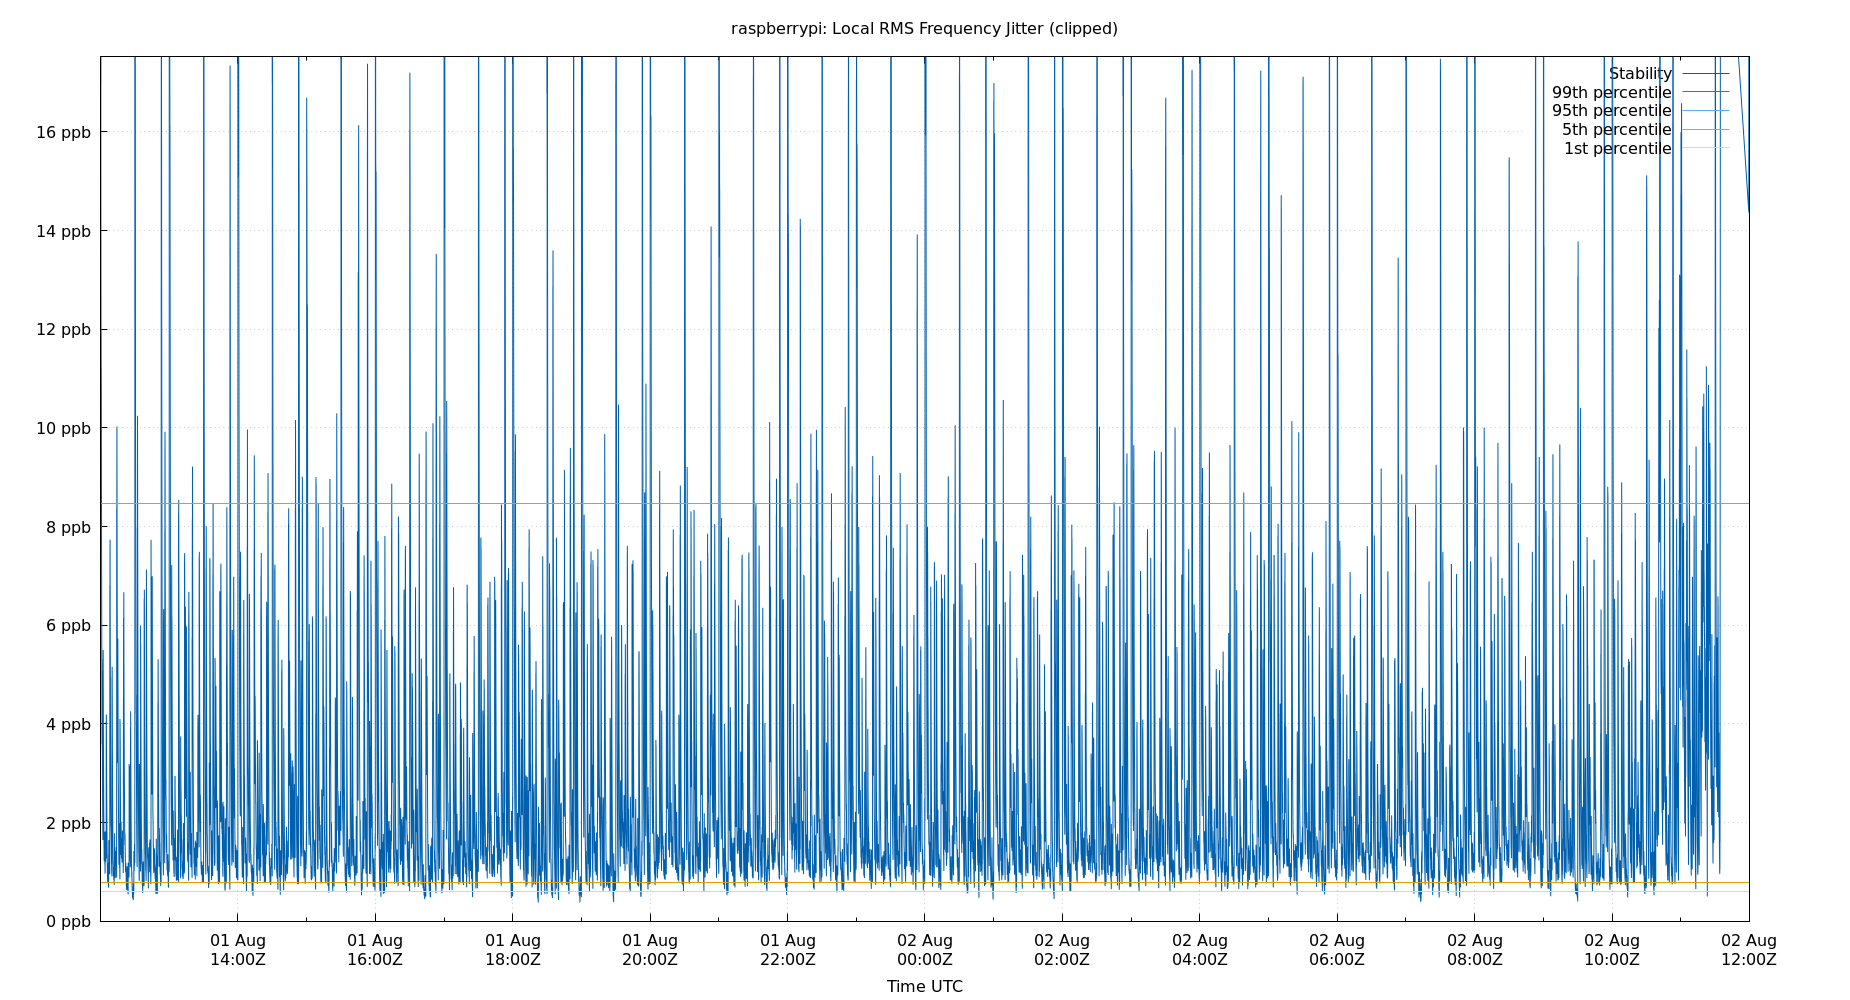 raspberrypi: Local RMS Frequency Jitter (clipped)
Stability
99th percentile
95th percentile
5th percentile
1st percentile
16 ppb
14 ppb
12 ppb
10 ppb
8 ppb
6 ppb
4 ppb
2 ppb
0 ppb
01 Aug 01 Aug 01 Aug 01 Aug 01 Aug 02 Aug 02 Aug 02 Aug 02 Aug 02 Aug 02 Aug 02 Aug
14:00Z 16:00Z 18:00Z 20:00Z 22:00Z 00:00Z 02:00Z 04:00Z 06:00Z 08:00Z 10:00Z 12:00Z
Time UTC